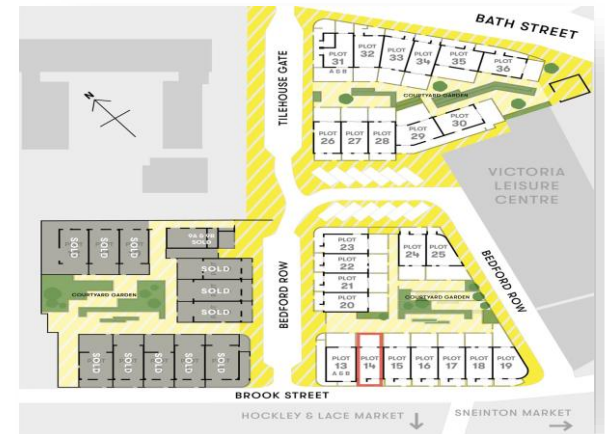 BATH STREET
TILEHOUSE GATE
PLOT
31
A & B
PLOT
32
PLOT
33
PLOT
34
PLOT
35
PLOT
36
N
COURTYARD GARDEN
PLOT
26
PLOT
27
PLOT
28
PLOT
29
PLOT
30
VICTORIA
LEISURE
CENTRE
SOLD
SOLD
SOLD
9A & 9B
SOLD
SOLD
SOLD
SOLD
COURTYARD GARDEN
BEDFORD ROW
PLOT
23
PLOT
22
PLOT
21
PLOT
20
PLOT
24
PLOT
25
COURTYARD GARDEN
BEDFORD ROW
SOLD
SOLD
SOLD
SOLD
SOLD
PLOT
13
A & B
PLOT
14
PLOT
15
PLOT
16
PLOT
17
PLOT
18
PLOT
19
BROOK STREET
HOCKLEY & LACE MARKET
SNEINTON MARKET